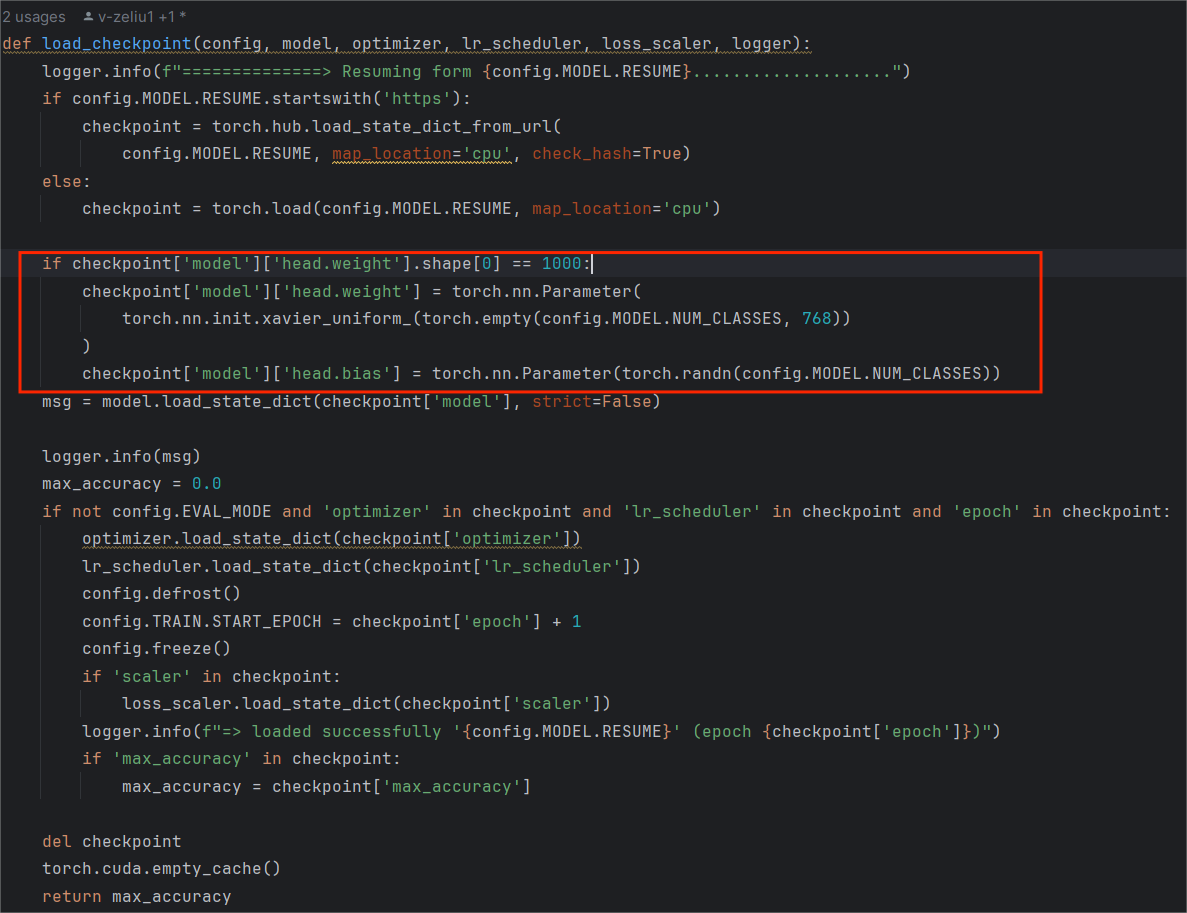 2 usages v-zeliu1 +1 *
def load_checkpoint(config, model, optimizer, lr_scheduler, loss_scaler, logger):
    logger.info(f"==============> Resuming form {config.MODEL.RESUME}....................")
    if config.MODEL.RESUME.startswith('https'):
        checkpoint = torch.hub.load_state_dict_from_url(
            config.MODEL.RESUME, map_location='cpu', check_hash=True)
    else:
        checkpoint = torch.load(config.MODEL.RESUME, map_location='cpu')
    if checkpoint['model']['head.weight'].shape[0] == 1000:
        checkpoint['model']['head.weight'] = torch.nn.Parameter(
            torch.nn.init.xavier_uniform_(torch.empty(config.MODEL.NUM_CLASSES, 768))
        )
        checkpoint['model']['head.bias'] = torch.nn.Parameter(torch.randn(config.MODEL.NUM_CLASSES))
    msg = model.load_state_dict(checkpoint['model'], strict=False)
    logger.info(msg)
    max_accuracy = 0.0
    if not config.EVAL_MODE and 'optimizer' in checkpoint and 'lr_scheduler' in checkpoint and 'epoch' in checkpoint:
        optimizer.load_state_dict(checkpoint['optimizer'])
        lr_scheduler.load_state_dict(checkpoint['lr_scheduler'])
        config.defrost()
        config.TRAIN.START_EPOCH = checkpoint['epoch'] + 1
        config.freeze()
        if 'scaler' in checkpoint:
            loss_scaler.load_state_dict(checkpoint['scaler'])
        logger.info(f"=> loaded successfully '{config.MODEL.RESUME}' (epoch {checkpoint['epoch']})")
        if 'max_accuracy' in checkpoint:
            max_accuracy = checkpoint['max_accuracy']
    del checkpoint
    torch.cuda.empty_cache()
    return max_accuracy